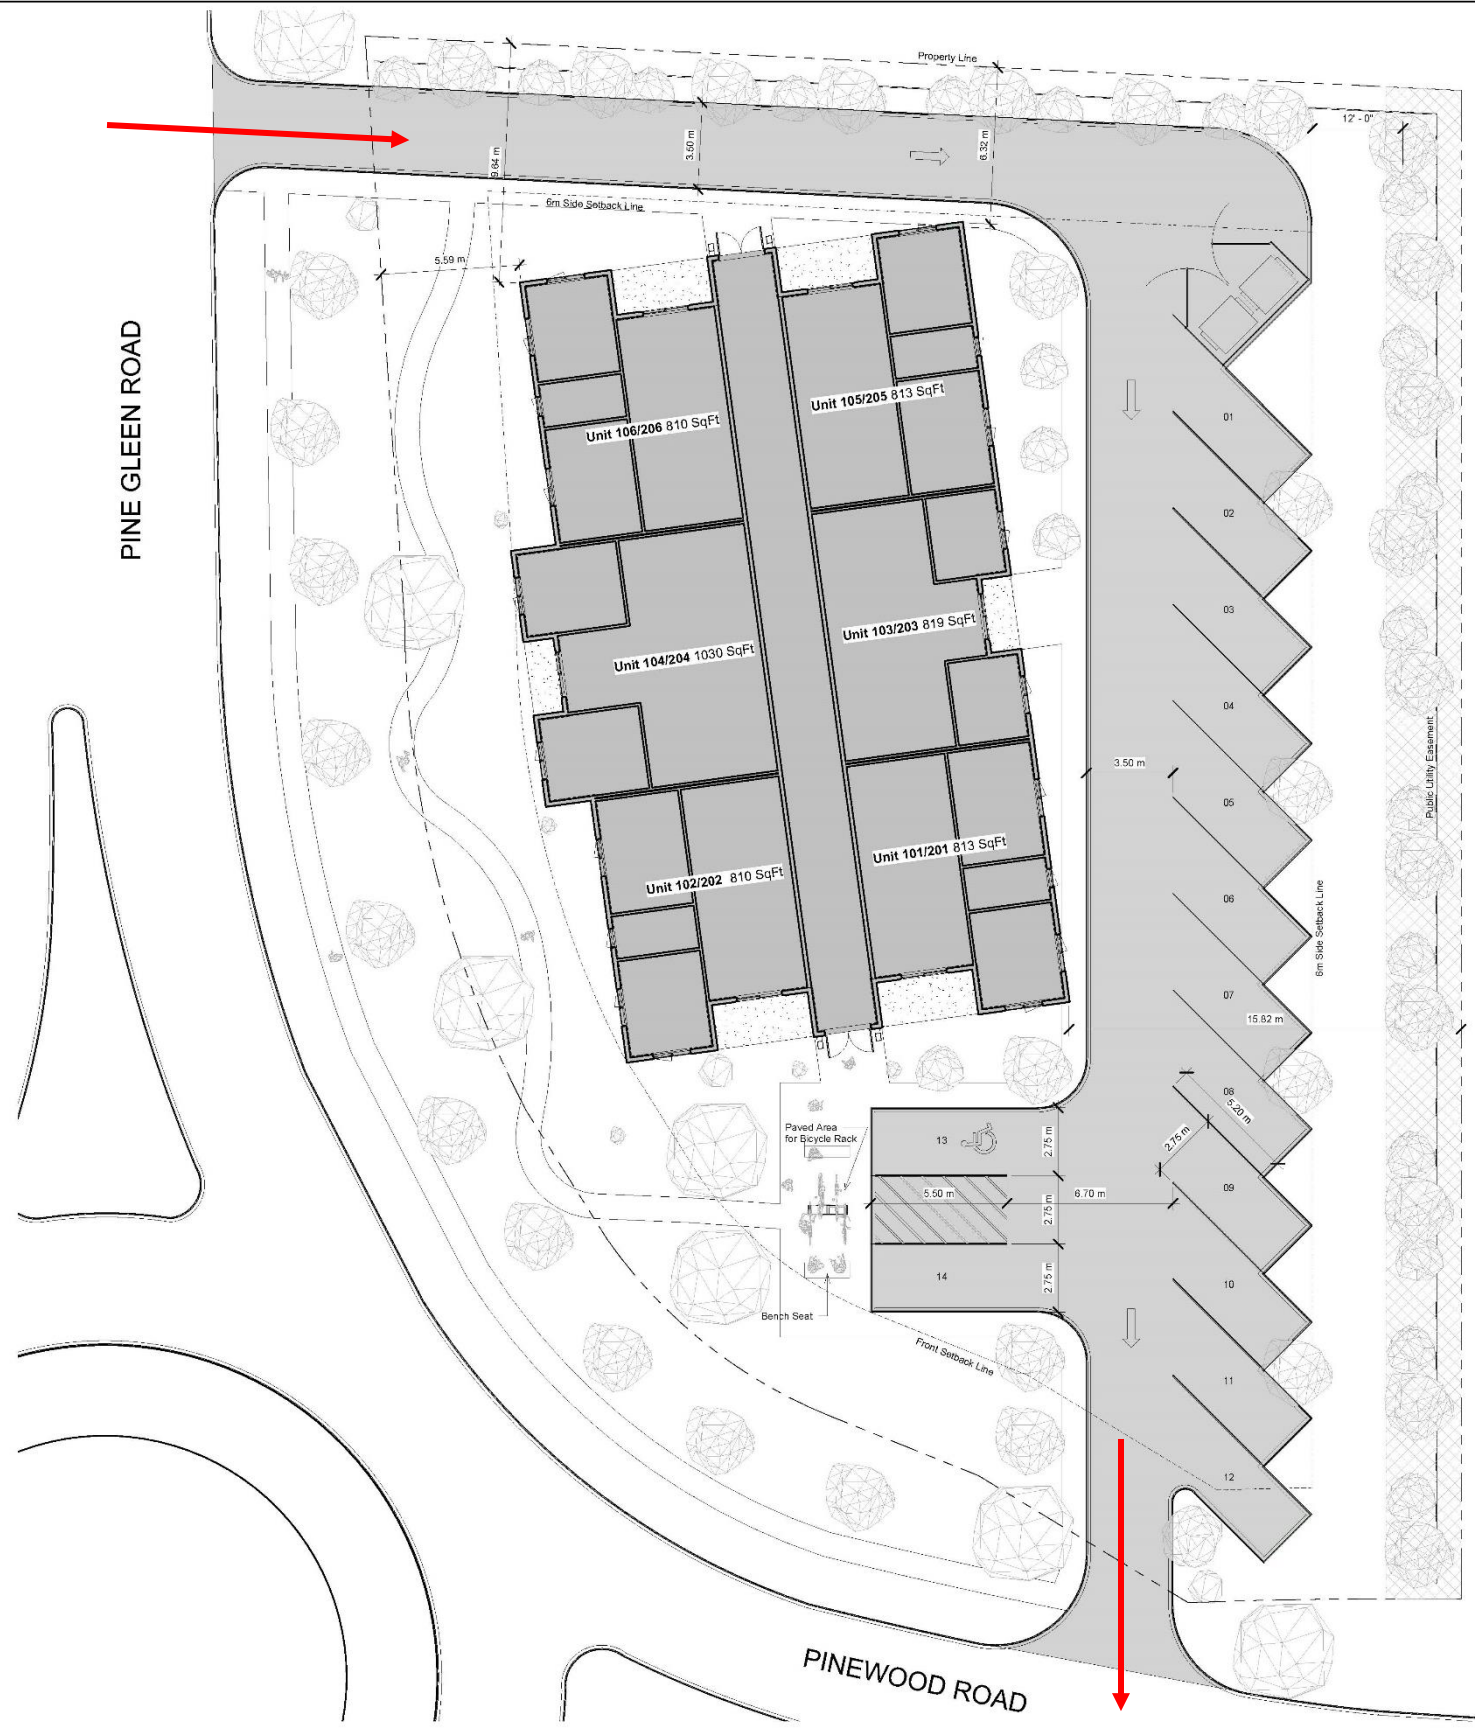 Property Line
12' - 0"
9.64 m
3.50 m
6.32 m
6m Side Setback Line
5.59 m
PINE GLEEN ROAD
Unit 105/205 813 SqFt
Unit 106/206 810 SqFt
01
02
03
Unit 103/203 819 SqFt
Unit 104/204 1030 SqFt
04
3.50 m
Public Utility Easement
05
Unit 101/201 813 SqFt
Unit 102/202 810 SqFt
06
6m Side Setback Line
07
15.82 m
08
5.20 m
2.75 m
Paved Area
for Bicycle Rack
13
2.75 m
09
5.50 m
6.70 m
2.75 m
14
2.75 m
10
Bench Seat
Front Setback Line
11
12
PINEWOOD ROAD